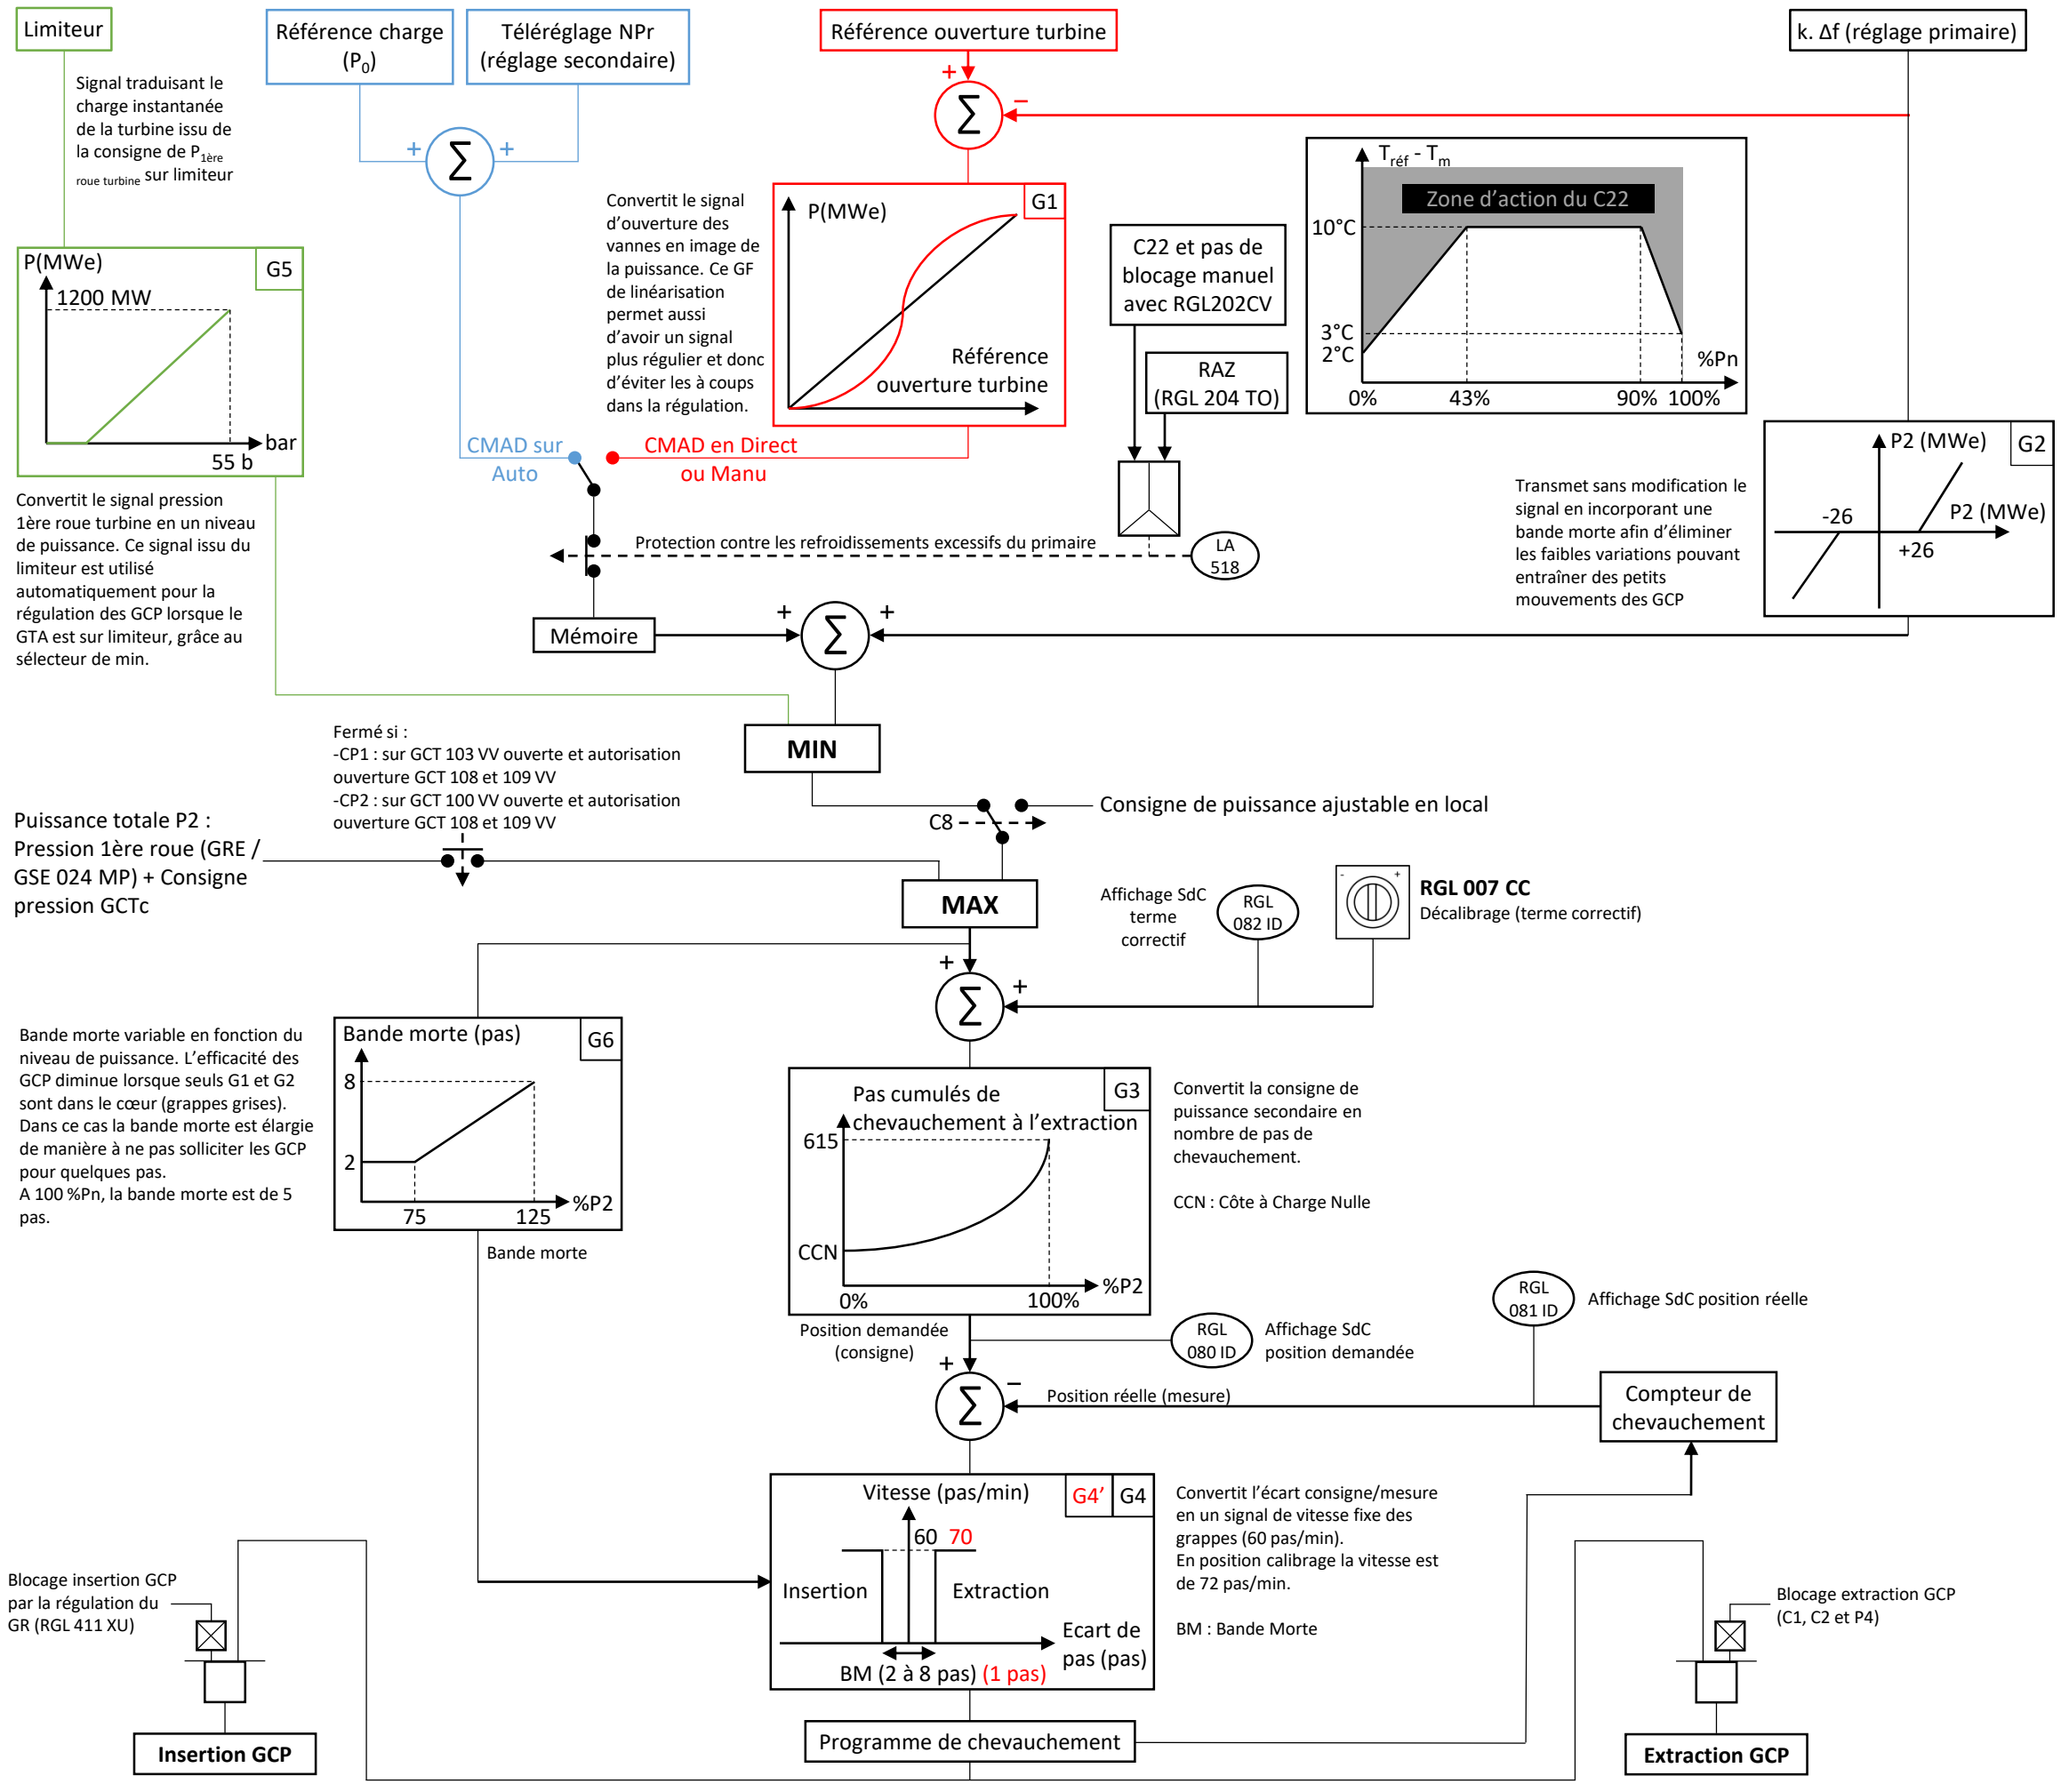 Limiteur
Référence charge
(P0)
Téléréglage NPr
(réglage secondaire)
Référence ouverture turbine
k. Δf (réglage primaire)
Signal traduisant le
charge instantanée
de la turbine issu de
la consigne de P1ère
roue turbine sur limiteur
+
−
Σ
+
Σ
+
Convertit le signal
d'ouverture des
vannes en image de
la puissance. Ce GF
de linéarisation
permet aussi
d'avoir un signal
plus régulier et donc
d'éviter les à coups
dans la régulation.
G1
P(MWe)
Référence
ouverture turbine
C22 et pas de
blocage manuel
avec RGL202CV
RAZ
(RGL 204 TO)
Tréf - Tm
Zone d'action du C22
10°C
3°C
2°C
%Pn
0%
43%
90%
100%
P(MWe)
G5
1200 MW
bar
55 b
CMAD sur
Auto
CMAD en Direct
ou Manu
P2 (MWe)
G2
-26
P2 (MWe)
+26
Transmet sans modification le
signal en incorporant une
bande morte afin d'éliminer
les faibles variations pouvant
entraîner des petits
mouvements des GCP
Convertit le signal pression
1ère roue turbine en un niveau
de puissance. Ce signal issu du
limiteur est utilisé
automatiquement pour la
régulation des GCP lorsque le
GTA est sur limiteur, grâce au
sélecteur de min.
Protection contre les refroidissements excessifs du primaire
LA
518
Mémoire
+
Σ
+
Fermé si :
-CP1 : sur GCT 103 VV ouverte et autorisation
ouverture GCT 108 et 109 VV
-CP2 : sur GCT 100 VV ouverte et autorisation
ouverture GCT 108 et 109 VV
MIN
Consigne de puissance ajustable en local
C8
Puissance totale P2 :
Pression 1ère roue (GRE /
GSE 024 MP) + Consigne
pression GCTc
MAX
Affichage SdC
terme
correctif
RGL
082 ID
- +
RGL 007 CC
Décalibrage (terme correctif)
+
Σ
+
Bande morte variable en fonction du
niveau de puissance. L'efficacité des
GCP diminue lorsque seuls G1 et G2
sont dans le cœur (grappes grises).
Dans ce cas la bande morte est élargie
de manière à ne pas solliciter les GCP
pour quelques pas.
A 100 %Pn, la bande morte est de 5
pas.
Bande morte (pas)
G6
8
2
75
125
%P2
Bande morte
G3
Pas cumulés de
chevauchement à l'extraction
615
CCN
%P2
0%
100%
Convertit la consigne de
puissance secondaire en
nombre de pas de
chevauchement.
CCN : Côte à Charge Nulle
Position demandée
(consigne)
RGL
080 ID
Affichage SdC
position demandée
RGL
081 ID
Affichage SdC position réelle
+
Σ
−
Position réelle (mesure)
Compteur de
chevauchement
Vitesse (pas/min)
G4'
G4
60
70
Insertion
Extraction
Ecart de
pas (pas)
BM (2 à 8 pas) (1 pas)
Convertit l'écart consigne/mesure
en un signal de vitesse fixe des
grappes (60 pas/min).
En position calibrage la vitesse est
de 72 pas/min.
BM : Bande Morte
Blocage insertion GCP
par la régulation du
GR (RGL 411 XU)
Blocage extraction GCP
(C1, C2 et P4)
Programme de chevauchement
Insertion GCP
Extraction GCP